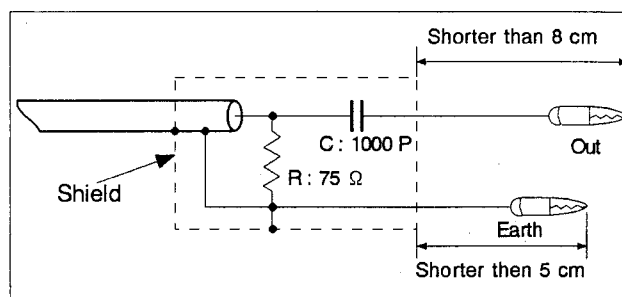 Shorter than 8 cm
C : 1000 P
Out
Shield
R : 75 Ω
Earth
Shorter then 5 cm